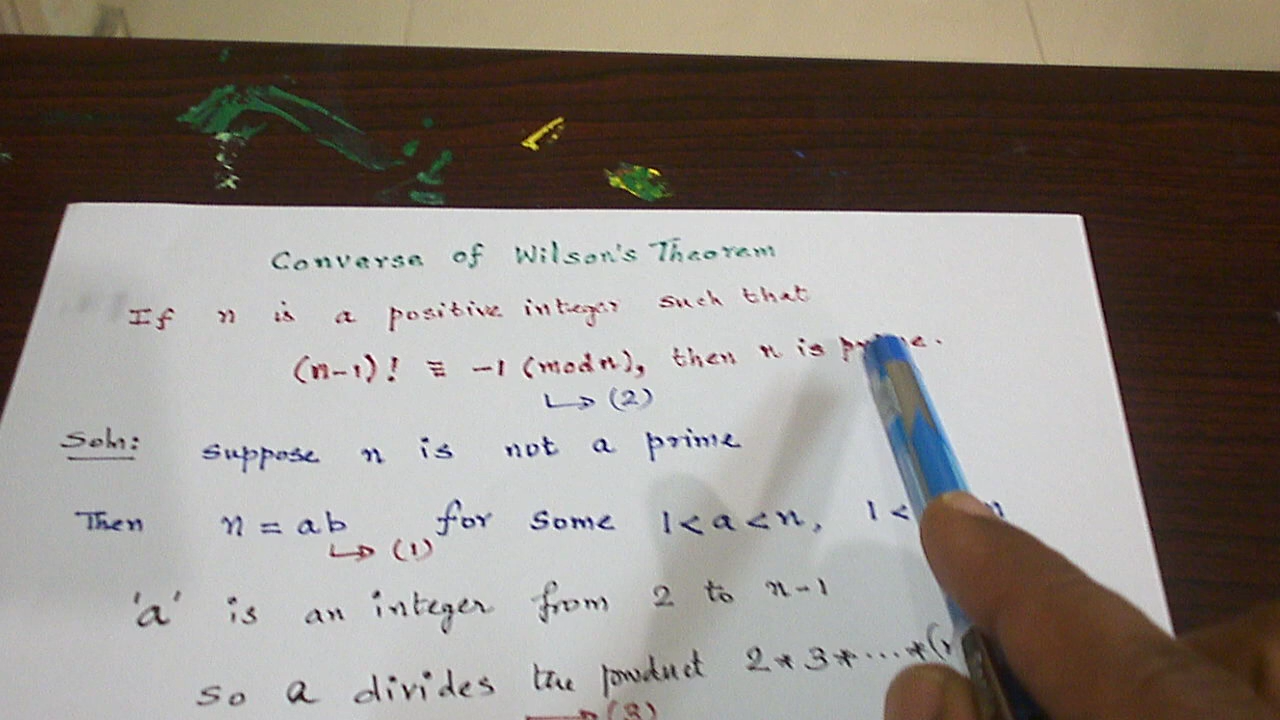 Converse of Wilson's Theorem
If n is a positive integer such that
(n-1)! ≡ -1 (mod n), then n is prime.
↳ (2)
Soln: suppose n is not a prime
Then n = ab for some 1 < a < n, 1 < n
↳ (1)
'a' is an integer from 2 to n-1
so a divides the product 2*3*...*(
→ (3)